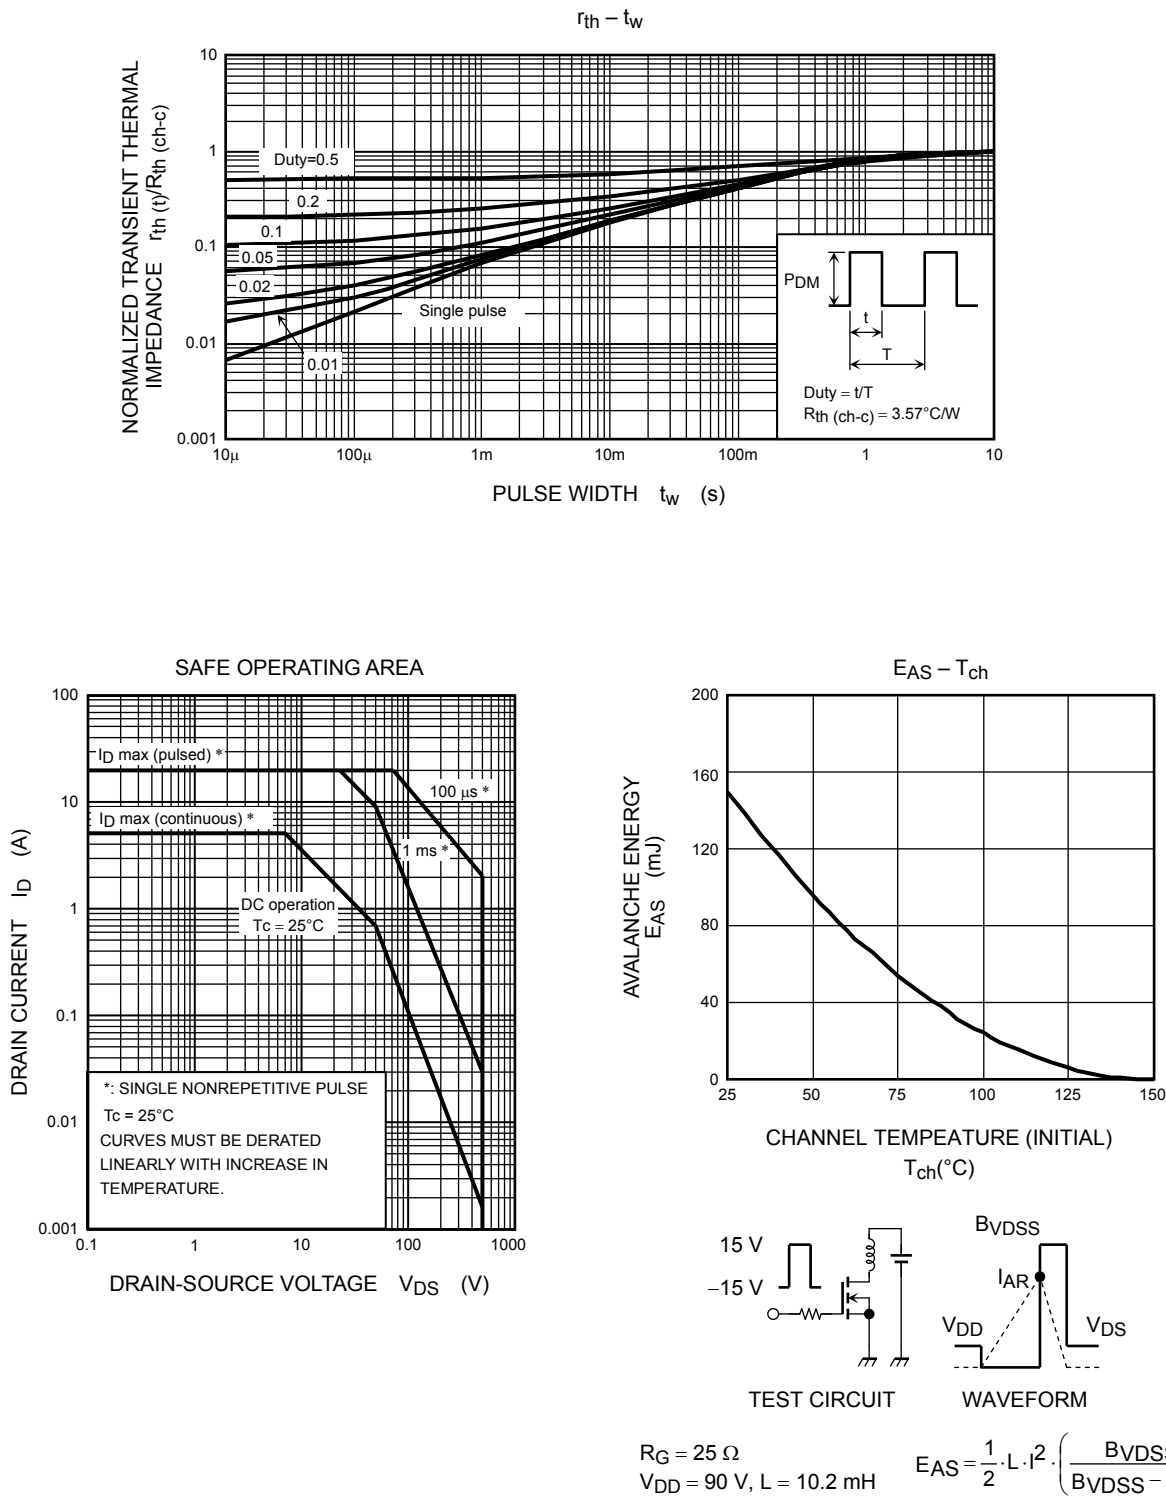 rth – tw
NORMALIZED TRANSIENT THERMAL
IMPEDANCE rth (t)/Rth (ch-c)
10
1
0.1
0.01
0.001
Duty=0.5
0.2
0.1
0.05
0.02
0.01
Single pulse
PDM
t
T
Duty = t/T
Rth (ch-c) = 3.57°C/W
10μ
100μ
1m
10m
100m
1
10
PULSE WIDTH tw (s)
SAFE OPERATING AREA
DRAIN CURRENT ID (A)
100
10
1
0.1
0.01
0.001
ID max (pulsed) *
ID max (continuous) *
100 μs *
1 ms *
DC operation
Tc = 25°C
*: SINGLE NONREPETITIVE PULSE
Tc = 25°C
CURVES MUST BE DERATED
LINEARLY WITH INCREASE IN
TEMPERATURE.
0.1
1
10
100
1000
DRAIN-SOURCE VOLTAGE VDS (V)
EAS – Tch
AVALANCHE ENERGY
EAS (mJ)
200
160
120
80
40
0
25
50
75
100
125
150
CHANNEL TEMPEATURE (INITIAL)
Tch(°C)
15 V
−15 V
BVDSS
IAR
VDD
VDS
TEST CIRCUIT
WAVEFORM
RG = 25 Ω
VDD = 90 V, L = 10.2 mH
EAS = 1/2 · L · I² · ( BVDSS / BVDSS −